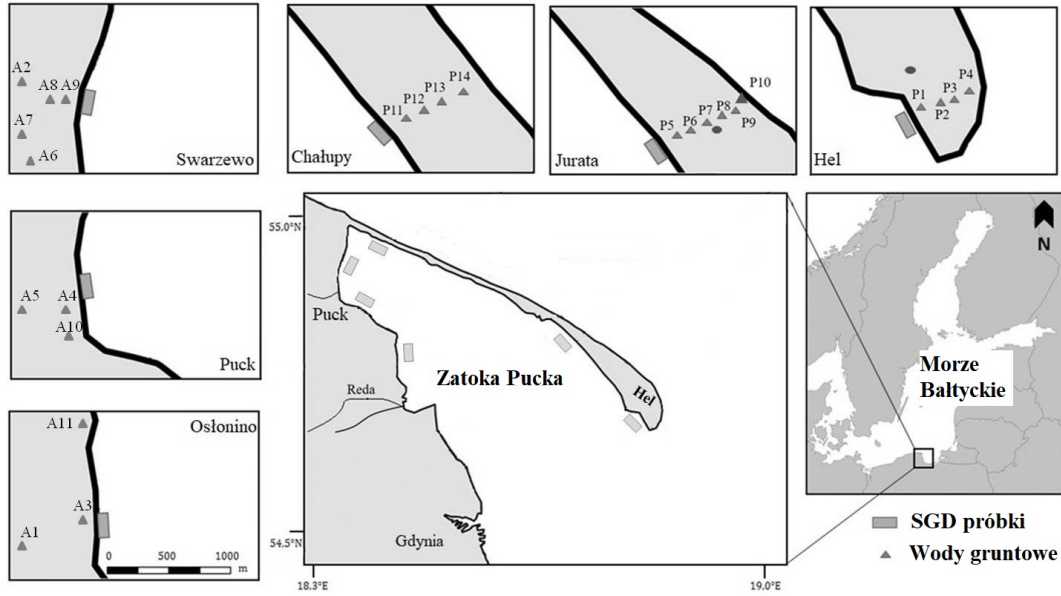 A2
A8
A9
A7
A6
Swarzewo
P14
P13
P12
P11
Chałupy
P10
P8
P7
P9
P6
P5
Jurata
P4
P3
P1
P2
Hel
A5
A4
A10
Puck
A11
Osłonino
A3
A1
0 500 1000
m
55.0°N
Puck
Reda
Zatoka Pucka
Hel
Gdynia
54.5°N
18.3°E
19.0°E
N
Morze
Bałtyckie
SGD próbki
Wody gruntowe